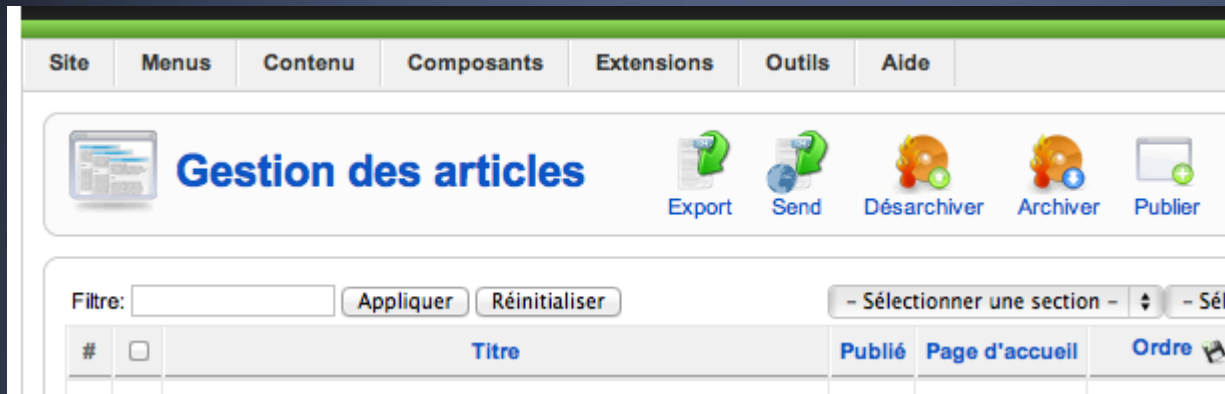 Site Menus Contenu Composants Extensions Outils Aide
Gestion des articles
Export Send Désarchiver Archiver Publier
Filtre: Appliquer Réinitialiser - Sélectionner une section -
# Titre Publié Page d'accueil Ordre